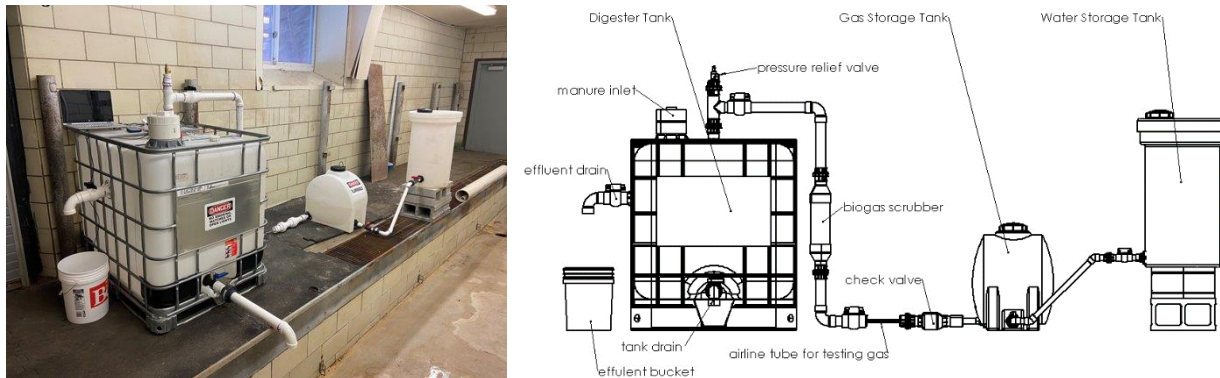 DANGER
DANGER
Digester Tank
Gas Storage Tank
Water Storage Tank
pressure relief valve
manure inlet
effluent drain
biogas scrubber
check valve
tank drain
airline tube for testing gas
effulent bucket